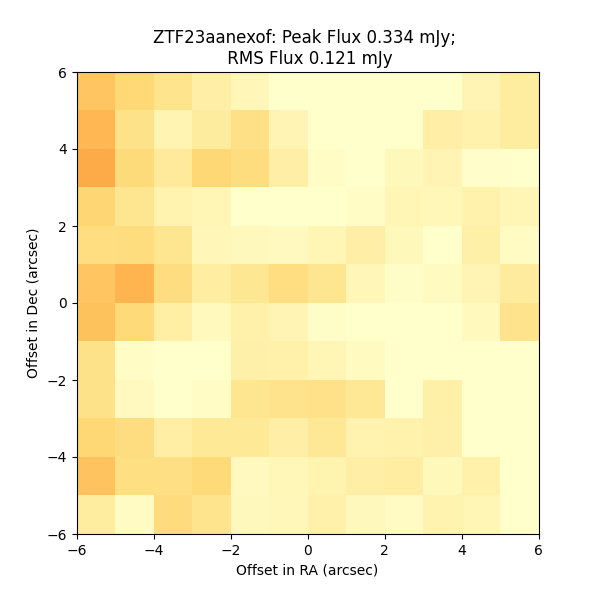 ZTF23aanexof: Peak Flux 0.334 mJy;
RMS Flux 0.121 mJy
6
4
2
0
−2
−4
−6
Offset in Dec (arcsec)
−6 −4 −2 0 2 4 6
Offset in RA (arcsec)